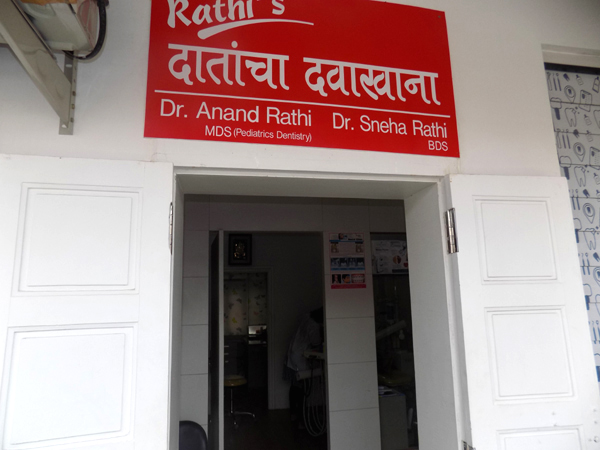 Rathi's
दातांचा दवाखाना
Dr. Anand Rathi Dr. Sneha Rathi
MDS (Pediatrics Dentistry) BDS